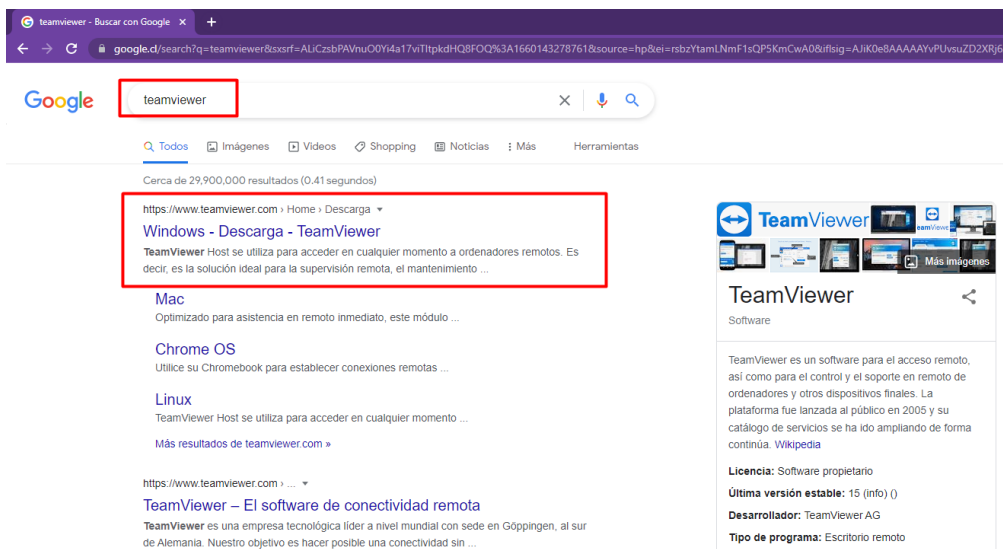 teamviewer - Buscar con Google
google.cl/search?q=teamviewer&sxsrf=ALiCzsbPAVnuO0Yi4a17viTltpkdHQ8FOQ%3A1660143278761&source=hp&ei=rsbzYtamLNmF1sQP5KmCwA0&iflsig=AJiK0e8AAAAAYvPUvsuZD2XRj6
Google
teamviewer
Todos Imágenes Videos Shopping Noticias Más Herramientas
Cerca de 29,900,000 resultados (0.41 segundos)
https://www.teamviewer.com › Home › Descarga
Windows - Descarga - TeamViewer
TeamViewer Host se utiliza para acceder en cualquier momento a ordenadores remotos. Es
decir, es la solución ideal para la supervisión remota, el mantenimiento ...
Mac
Optimizado para asistencia en remoto inmediato, este módulo ...
Chrome OS
Utilice su Chromebook para establecer conexiones remotas ...
Linux
TeamViewer Host se utiliza para acceder en cualquier momento ...
Más resultados de teamviewer.com »
https://www.teamviewer.com › ...
TeamViewer – El software de conectividad remota
TeamViewer es una empresa tecnológica líder a nivel mundial con sede en Göppingen, al sur
de Alemania. Nuestro objetivo es hacer posible una conectividad sin ...
TeamViewer
Más imágenes
TeamViewer
Software
TeamViewer es un software para el acceso remoto,
así como para el control y el soporte en remoto de
ordenadores y otros dispositivos finales. La
plataforma fue lanzada al público en 2005 y su
catálogo de servicios se ha ido ampliando de forma
continúa. Wikipedia
Licencia: Software propietario
Última versión estable: 15 (info) ()
Desarrollador: TeamViewer AG
Tipo de programa: Escritorio remoto